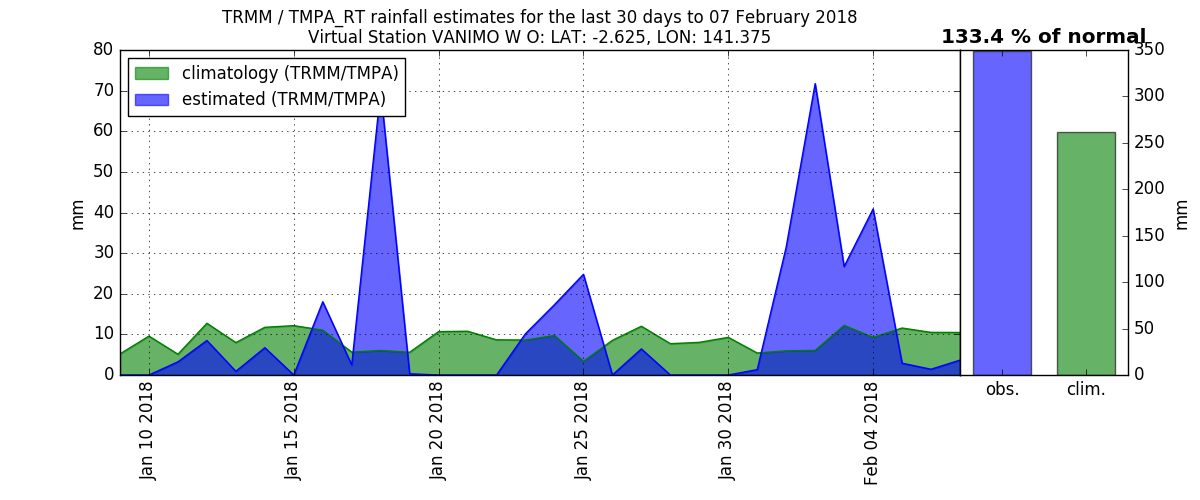 TRMM / TMPA_RT rainfall estimates for the last 30 days to 07 February 2018
Virtual Station VANIMO W O: LAT: -2.625, LON: 141.375
133.4 % of normal
climatology (TRMM/TMPA)
estimated (TRMM/TMPA)
mm
80
70
60
50
40
30
20
10
0
Jan 10 2018
Jan 15 2018
Jan 20 2018
Jan 25 2018
Jan 30 2018
Feb 04 2018
obs.
clim.
350
300
250
200
150
100
50
0
mm